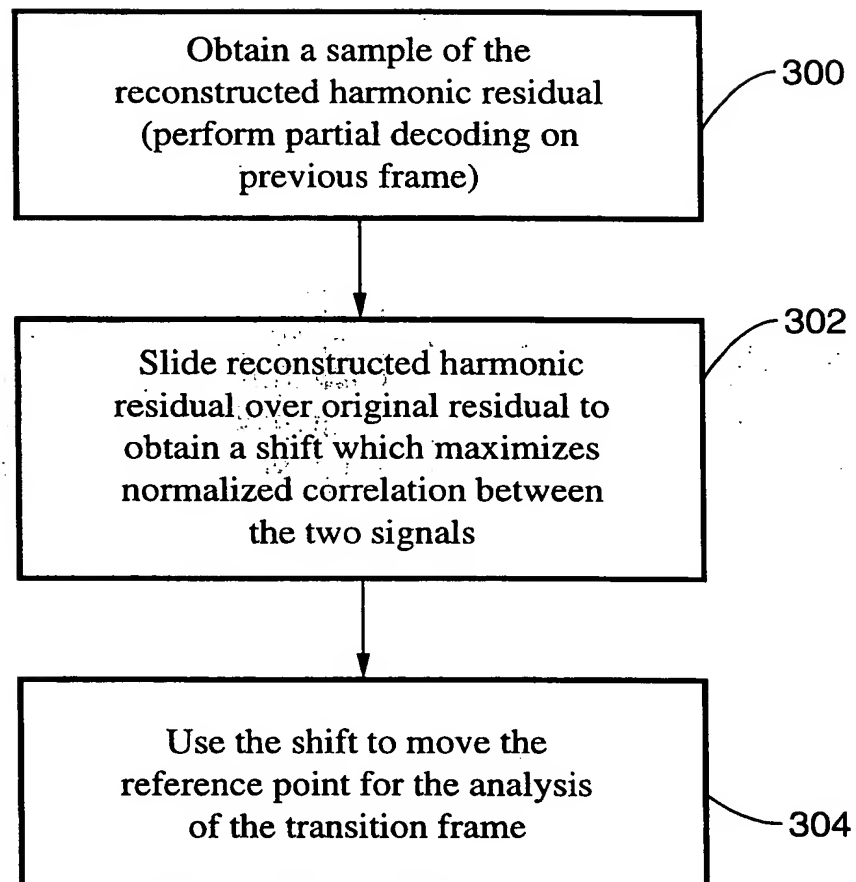 Obtain a sample of the
reconstructed harmonic residual
(perform partial decoding on
previous frame)
300
Slide reconstructed harmonic
residual over original residual to
obtain a shift which maximizes
normalized correlation between
the two signals
302
Use the shift to move the
reference point for the analysis
of the transition frame
304